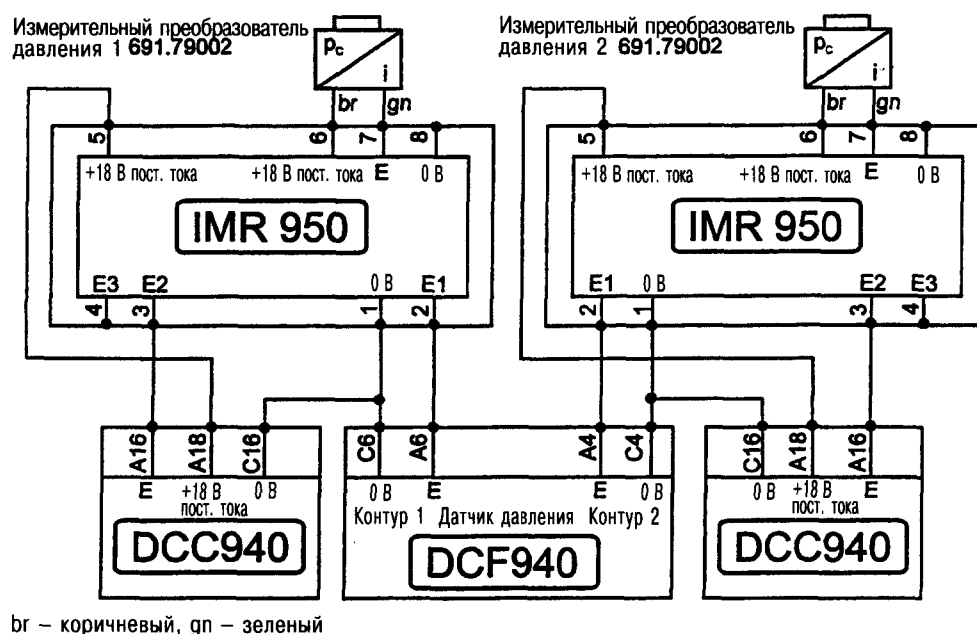 Измерительный преобразователь
давления 1 691.79002
Pc
i
br
gn
5
6
7
8
+18 В пост. тока
+18 В пост. тока
E
0 В
IMR 950
E3
E2
0 В
E1
4
3
1
2
Измерительный преобразователь
давления 2 691.79002
Pc
i
br
gn
5
6
7
8
+18 В пост. тока
+18 В пост. тока
E
0 В
IMR 950
E1
0 В
E2
E3
2
1
3
4
A16
A18
C16
E
+18 В
пост. тока
0 В
DCC940
C6
A6
A4
C4
0 В
E
E
0 В
Контур 1 Датчик давления Контур 2
DCF940
C16
A18
A16
0 В
+18 В
пост. тока
E
DCC940
br – коричневый, gn – зеленый